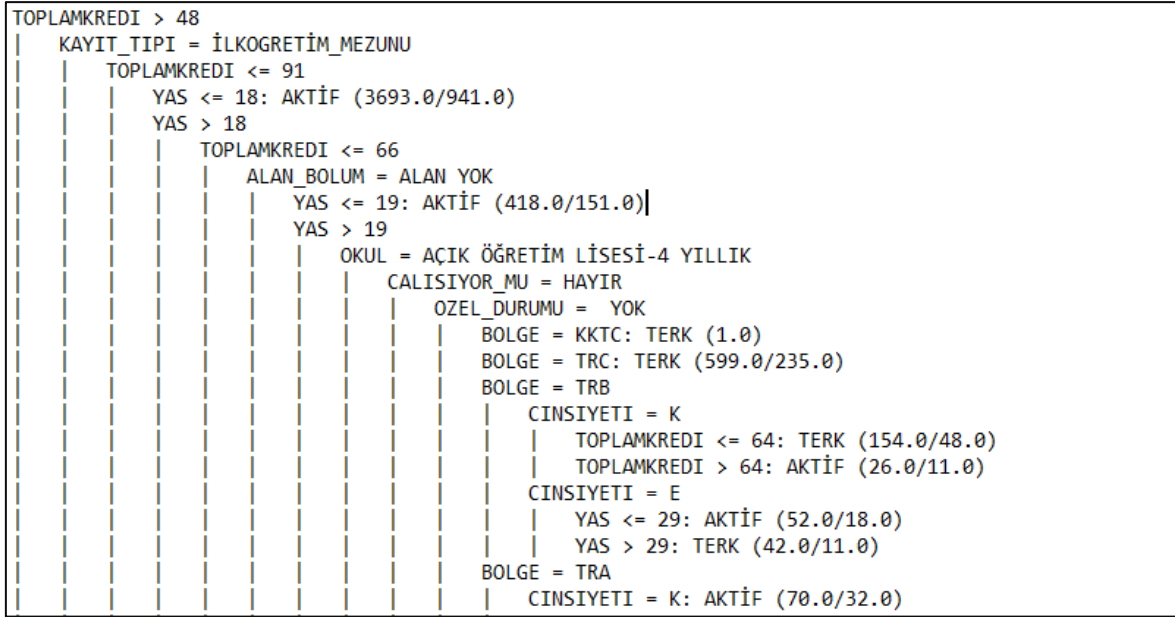 TOPLAMKREDI > 48
|   KAYIT_TIPI = İLKOGRETİM_MEZUNU
|   |   TOPLAMKREDI <= 91
|   |   |   YAS <= 18: AKTİF (3693.0/941.0)
|   |   |   YAS > 18
|   |   |   |   TOPLAMKREDI <= 66
|   |   |   |   |   ALAN_BOLUM = ALAN YOK
|   |   |   |   |   |   YAS <= 19: AKTİF (418.0/151.0)
|   |   |   |   |   |   YAS > 19
|   |   |   |   |   |   |   OKUL = AÇIK ÖĞRETİM LİSESİ-4 YILLIK
|   |   |   |   |   |   |   |   CALISIYOR_MU = HAYIR
|   |   |   |   |   |   |   |   |   OZEL_DURUMU =  YOK
|   |   |   |   |   |   |   |   |   |   BOLGE = KKTC: TERK (1.0)
|   |   |   |   |   |   |   |   |   |   BOLGE = TRC: TERK (599.0/235.0)
|   |   |   |   |   |   |   |   |   |   BOLGE = TRB
|   |   |   |   |   |   |   |   |   |   |   CINSIYETI = K
|   |   |   |   |   |   |   |   |   |   |   |   TOPLAMKREDI <= 64: TERK (154.0/48.0)
|   |   |   |   |   |   |   |   |   |   |   |   TOPLAMKREDI > 64: AKTİF (26.0/11.0)
|   |   |   |   |   |   |   |   |   |   |   CINSIYETI = E
|   |   |   |   |   |   |   |   |   |   |   |   YAS <= 29: AKTİF (52.0/18.0)
|   |   |   |   |   |   |   |   |   |   |   |   YAS > 29: TERK (42.0/11.0)
|   |   |   |   |   |   |   |   |   |   BOLGE = TRA
|   |   |   |   |   |   |   |   |   |   |   CINSIYETI = K: AKTİF (70.0/32.0)